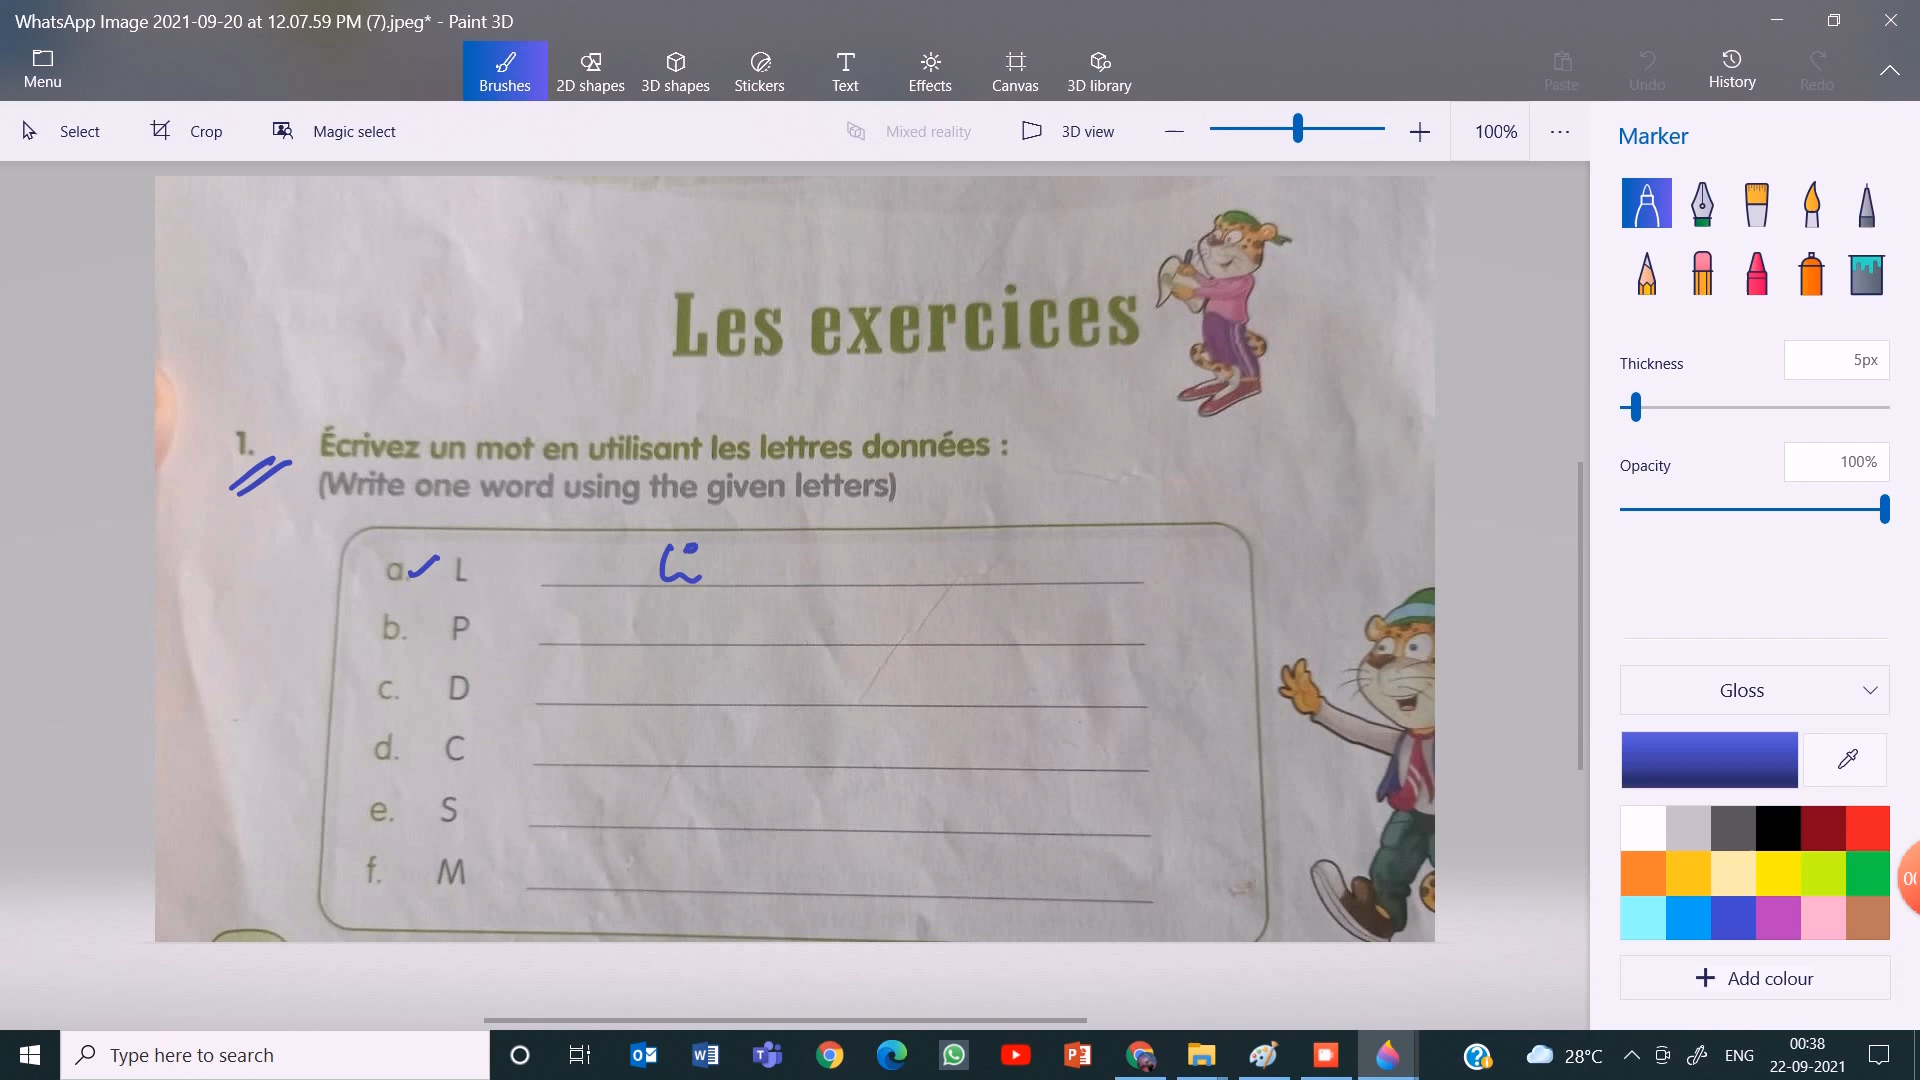 WhatsApp Image 2021-09-20 at 12.07.59 PM (7).jpeg* - Paint 3D
Menu
Brushes 2D shapes 3D shapes Stickers Text Effects Canvas 3D library
Paste Undo History Redo
Select Crop Magic select Mixed reality 3D view 100% ...
Marker
Thickness 5px
Opacity 100%
Gloss
Add colour
Les exercices
1. Écrivez un mot en utilisant les lettres données :
(Write one word using the given letters)
a. L
b. P
c. D
d. C
e. S
f. M
Type here to search
28°C ENG 00:38
22-09-2021